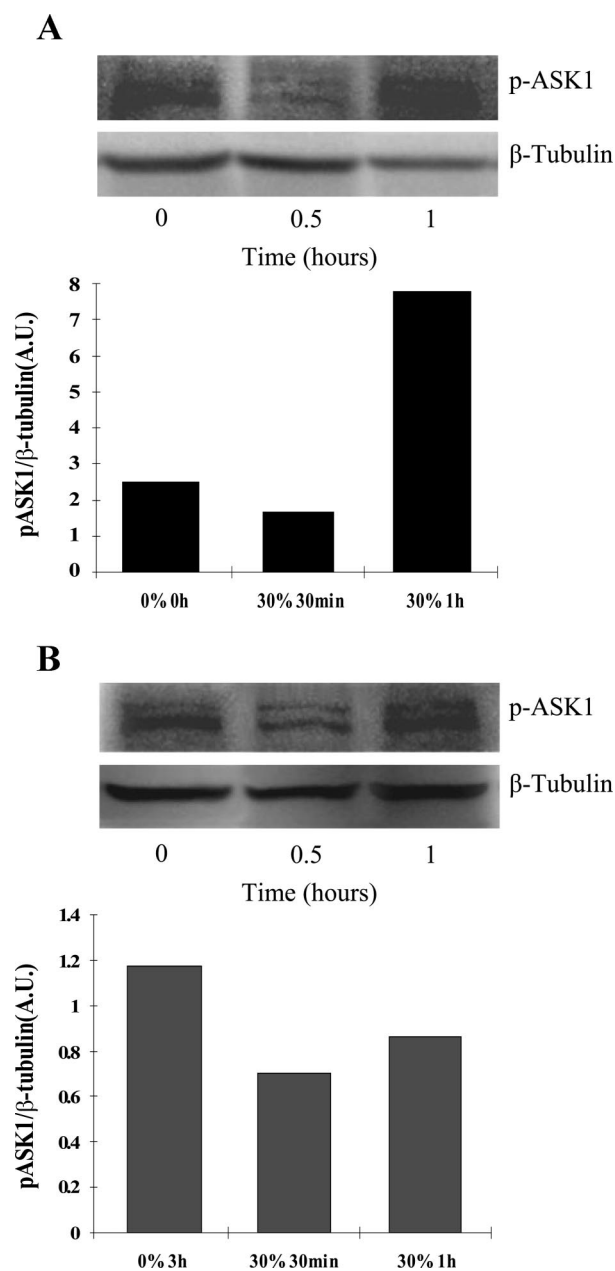 A
p-ASK1
β-Tubulin
0 0.5 1
Time (hours)
pASK1/β-tubulin(A.U.)
8
7
6
5
4
3
2
1
0
0% 0h 30% 30min 30% 1h
B
p-ASK1
β-Tubulin
0 0.5 1
Time (hours)
pASK1/β-tubulin(A.U.)
1.4
1.2
1
0.8
0.6
0.4
0.2
0
0% 3h 30% 30min 30% 1h